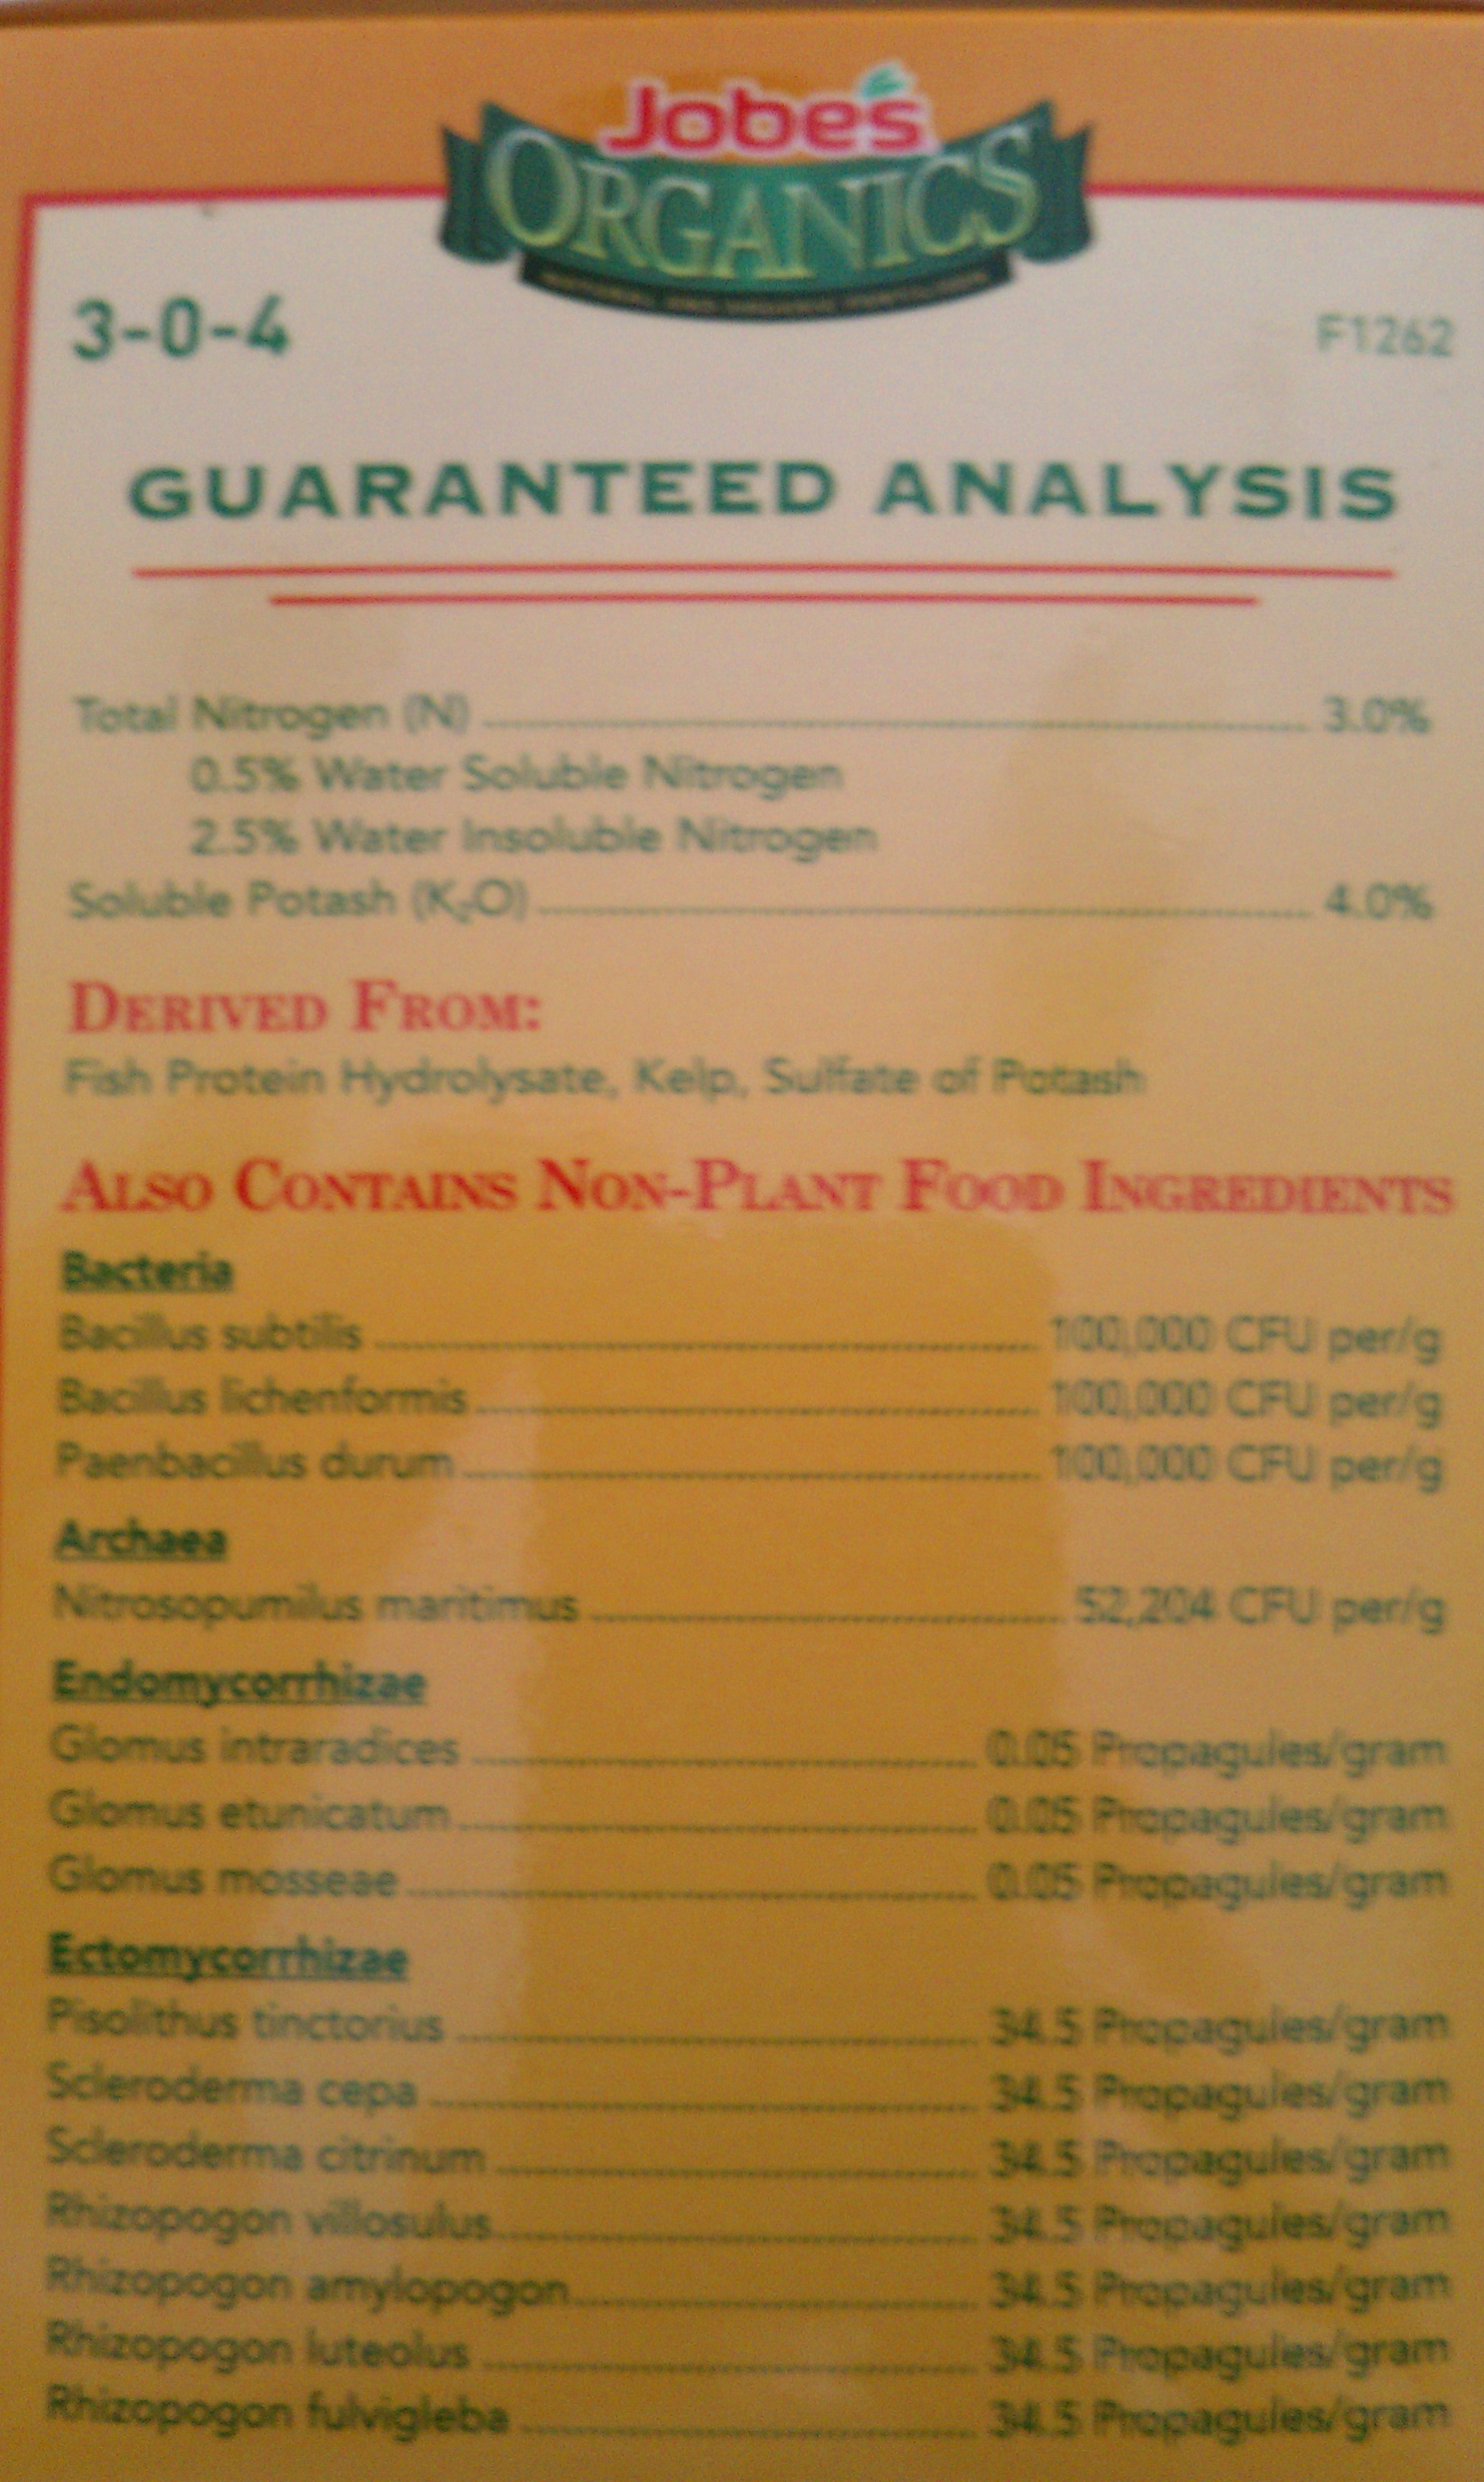 Jobe's
ORGANICS
3-0-4
F1262
GUARANTEED ANALYSIS
Total Nitrogen (N) 3.0%
0.5% Water Soluble Nitrogen
2.5% Water Insoluble Nitrogen
Soluble Potash (K₂O) 4.0%
DERIVED FROM:
Fish Protein Hydrolysate, Kelp, Sulfate of Potash
ALSO CONTAINS NON-PLANT FOOD INGREDIENTS
Bacteria
Bacillus subtilis 100,000 CFU per/g
Bacillus lichenformis 100,000 CFU per/g
Paenbacillus durum 100,000 CFU per/g
Archaea
Nitrosopumilus maritimus 52,204 CFU per/g
Endomycorrhizae
Glomus intraradices 0.05 Propagules/gram
Glomus etunicatum 0.05 Propagules/gram
Glomus mosseae 0.05 Propagules/gram
Ectomycorrhizae
Pisolithus tinctorius 34.5 Propagules/gram
Scleroderma cepa 34.5 Propagules/gram
Scleroderma citrinum 34.5 Propagules/gram
Rhizopogon villosulus 34.5 Propagules/gram
Rhizopogon amylopogon 34.5 Propagules/gram
Rhizopogon luteolus 34.5 Propagules/gram
Rhizopogon fulvigleba 34.5 Propagules/gram